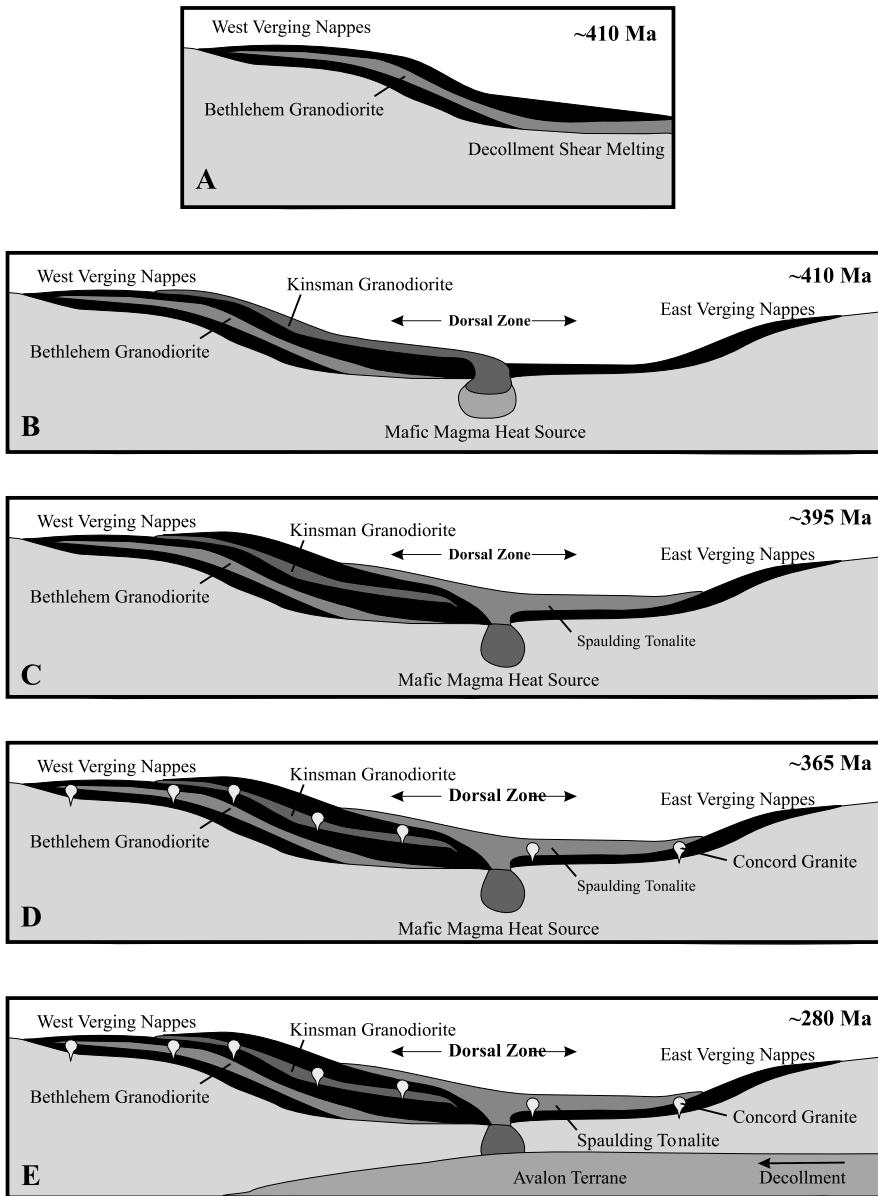 West Verging Nappes
~410 Ma
Bethlehem Granodiorite
Decollment Shear Melting
A
~410 Ma
West Verging Nappes
Kinsman Granodiorite
East Verging Nappes
Dorsal Zone
Bethlehem Granodiorite
B
Mafic Magma Heat Source
~395 Ma
West Verging Nappes
Kinsman Granodiorite
Dorsal Zone
East Verging Nappes
Bethlehem Granodiorite
Spaulding Tonalite
C
Mafic Magma Heat Source
~365 Ma
West Verging Nappes
Kinsman Granodiorite
Dorsal Zone
East Verging Nappes
Bethlehem Granodiorite
Concord Granite
Spaulding Tonalite
D
Mafic Magma Heat Source
~280 Ma
West Verging Nappes
Kinsman Granodiorite
Dorsal Zone
East Verging Nappes
Bethlehem Granodiorite
Concord Granite
Spaulding Tonalite
E
Avalon Terrane
Decollment